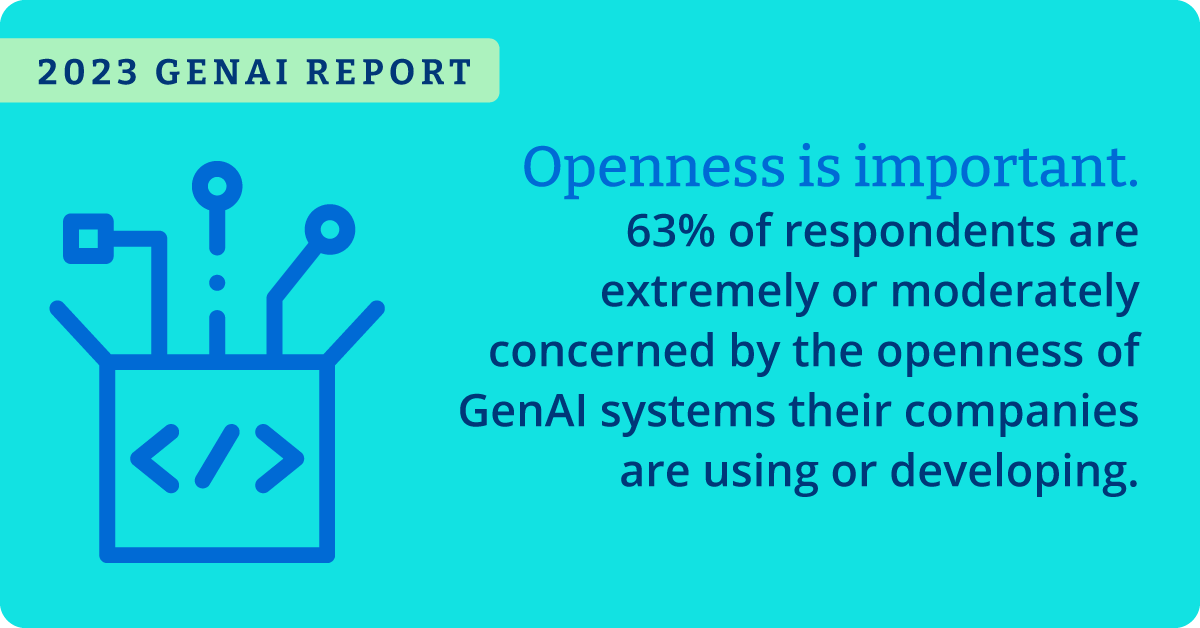 2023 GENAI REPORT
Openness is important.
63% of respondents are
extremely or moderately
concerned by the openness of
GenAI systems their companies
are using or developing.
</>